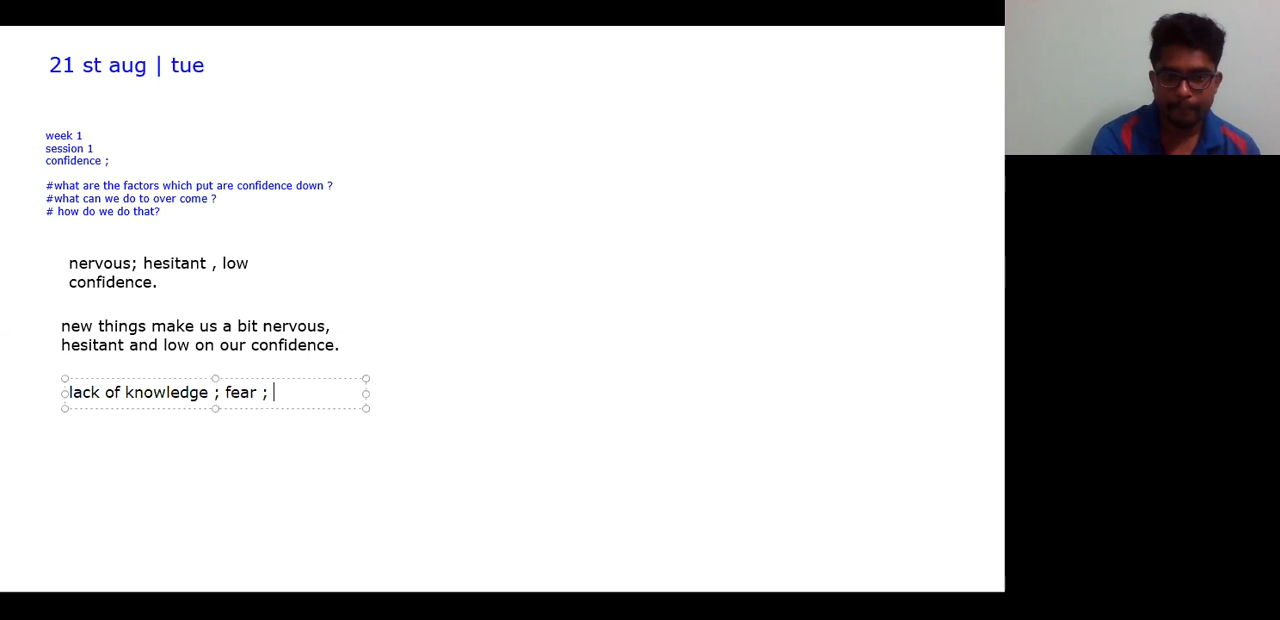 21 st aug | tue
week 1
session 1
confidence ;
#what are the factors which put are confidence down ?
#what can we do to over come ?
# how do we do that?
nervous; hesitant , low
confidence.
new things make us a bit nervous,
hesitant and low on our confidence.
lack of knowledge ; fear ;